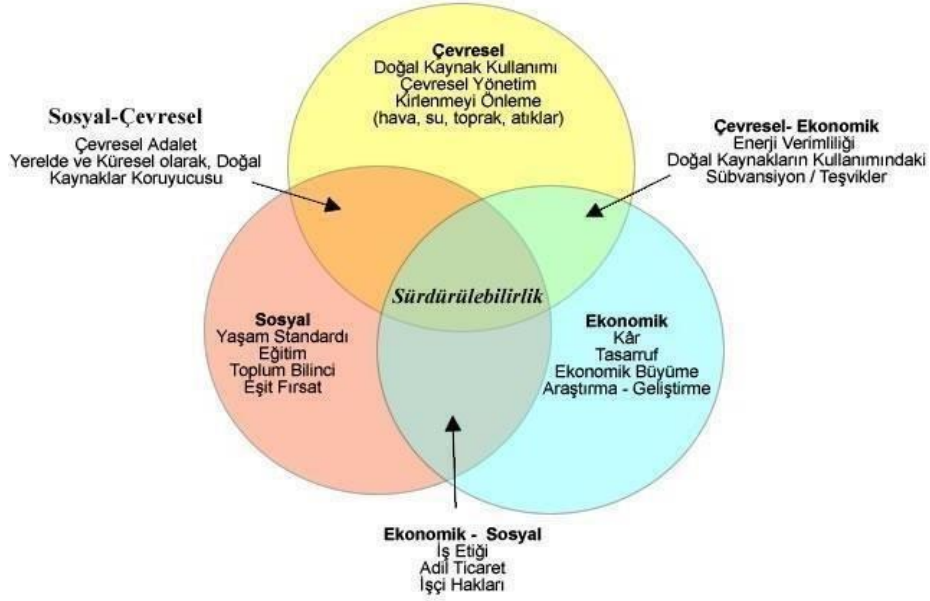 Çevresel
Doğal Kaynak Kullanımı
Çevresel Yönetim
Kirlenmeyi Önleme
(hava, su, toprak, atıklar)
Sosyal-Çevresel
Çevresel Adalet
Yerelde ve Küresel olarak, Doğal
Kaynaklar Koruyucusu
Çevresel- Ekonomik
Enerji Verimliliği
Doğal Kaynakların Kullanımındaki
Sübvansiyon / Teşvikler
Sürdürülebilirlik
Sosyal
Yaşam Standardı
Eğitim
Toplum Bilinci
Eşit Fırsat
Ekonomik
Kâr
Tasarruf
Ekonomik Büyüme
Araştırma - Geliştirme
Ekonomik - Sosyal
İş Etiği
Adil Ticaret
İşçi Hakları